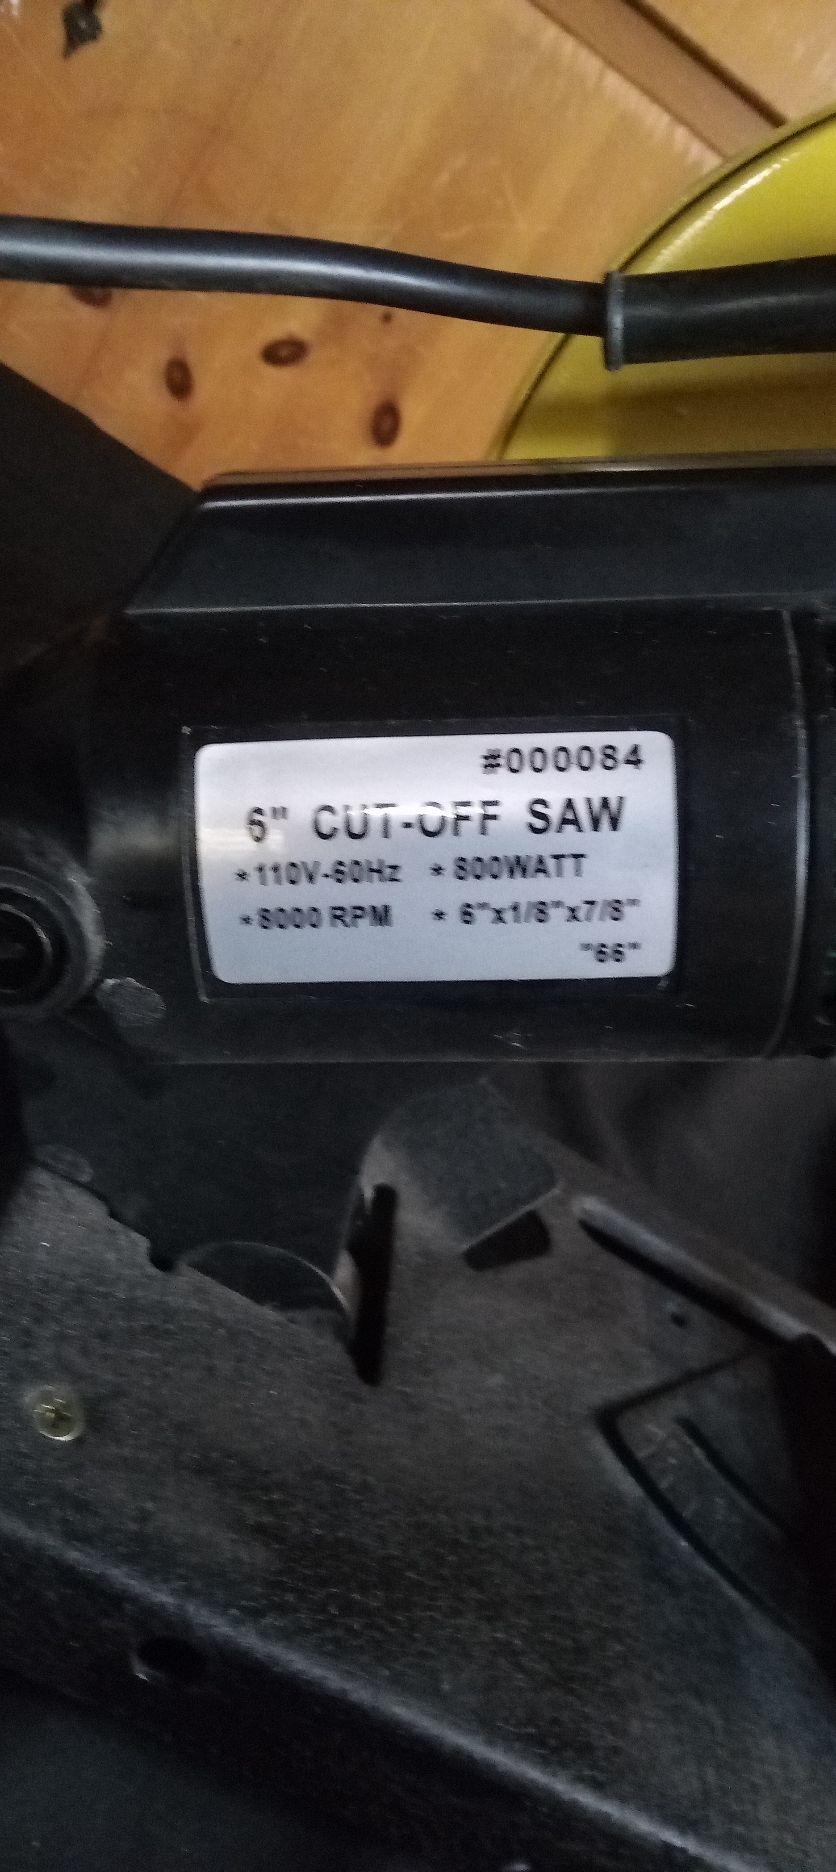 #000084
6" CUT-OFF SAW
*110V-60Hz *800WATT
*8000 RPM * 6"x1/8"x7/8"
"66"